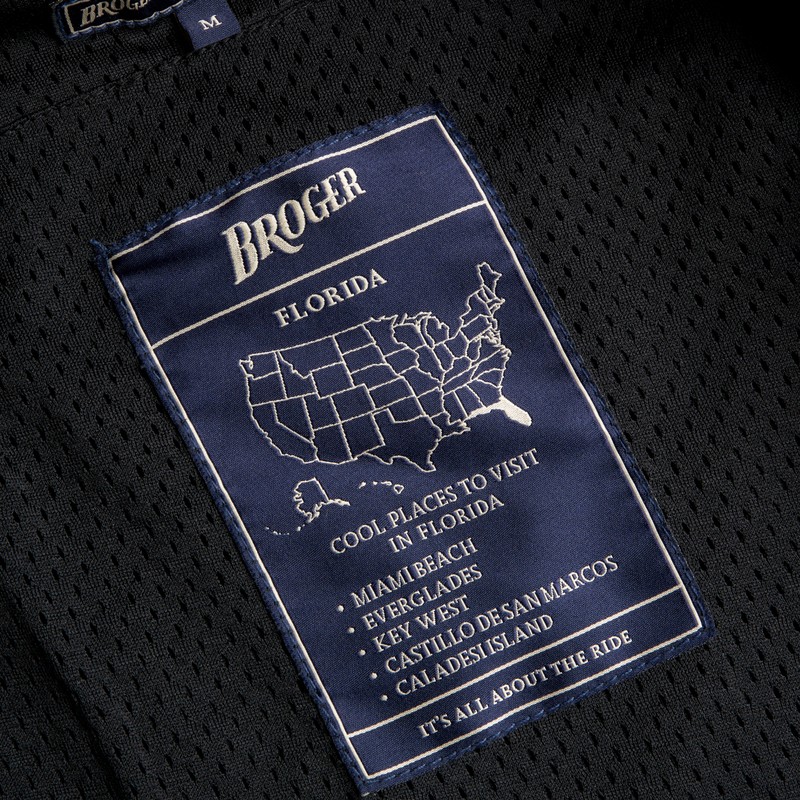 BROGER
M
BROGER
FLORIDA
COOL PLACES TO VISIT
IN FLORIDA
• MIAMI BEACH
• EVERGLADES
• KEY WEST
• CASTILLO DE SAN MARCOS
• CALADESI ISLAND
IT'S ALL ABOUT THE RIDE